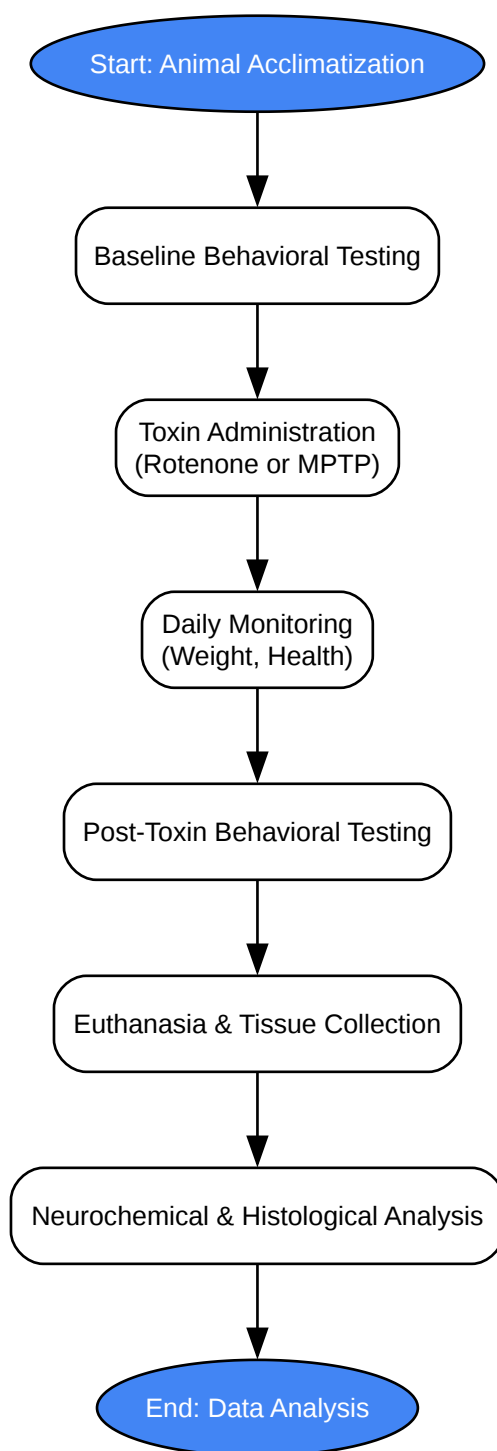 Start: Animal Acclimatization
Baseline Behavioral Testing
Toxin Administration
(Rotenone or MPTP)
Daily Monitoring
(Weight, Health)
Post-Toxin Behavioral Testing
Euthanasia & Tissue Collection
Neurochemical & Histological Analysis
End: Data Analysis